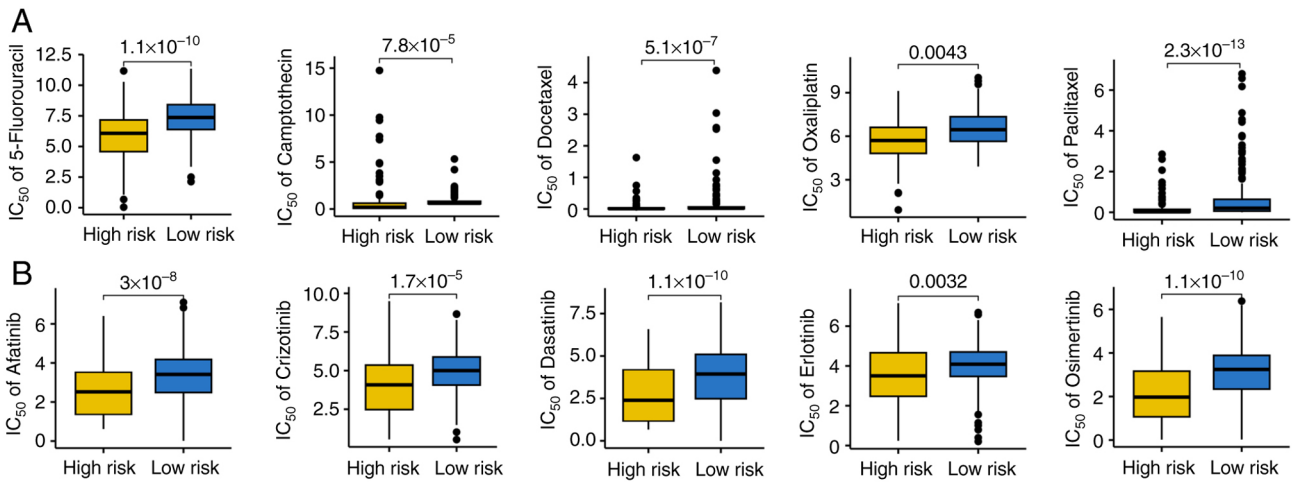 A
IC50 of 5-Fluorouracil
12.5
10.0
7.5
5.0
2.5
0.0
1.1×10−10
High risk Low risk
IC50 of Camptothecin
15
10
5
0
7.8×10−5
High risk Low risk
IC50 of Docetaxel
4
3
2
1
0
5.1×10−7
High risk Low risk
IC50 of Oxaliplatin
9
6
3
0.0043
High risk Low risk
IC50 of Paclitaxel
6
4
2
0
2.3×10−13
High risk Low risk
B
IC50 of Afatinib
6
4
2
0
3×10−8
High risk Low risk
IC50 of Crizotinib
10.0
7.5
5.0
2.5
1.7×10−5
High risk Low risk
IC50 of Dasatinib
7.5
5.0
2.5
0.0
1.1×10−10
High risk Low risk
IC50 of Erlotinib
6
4
2
0
0.0032
High risk Low risk
IC50 of Osimertinib
6
4
2
0
1.1×10−10
High risk Low risk